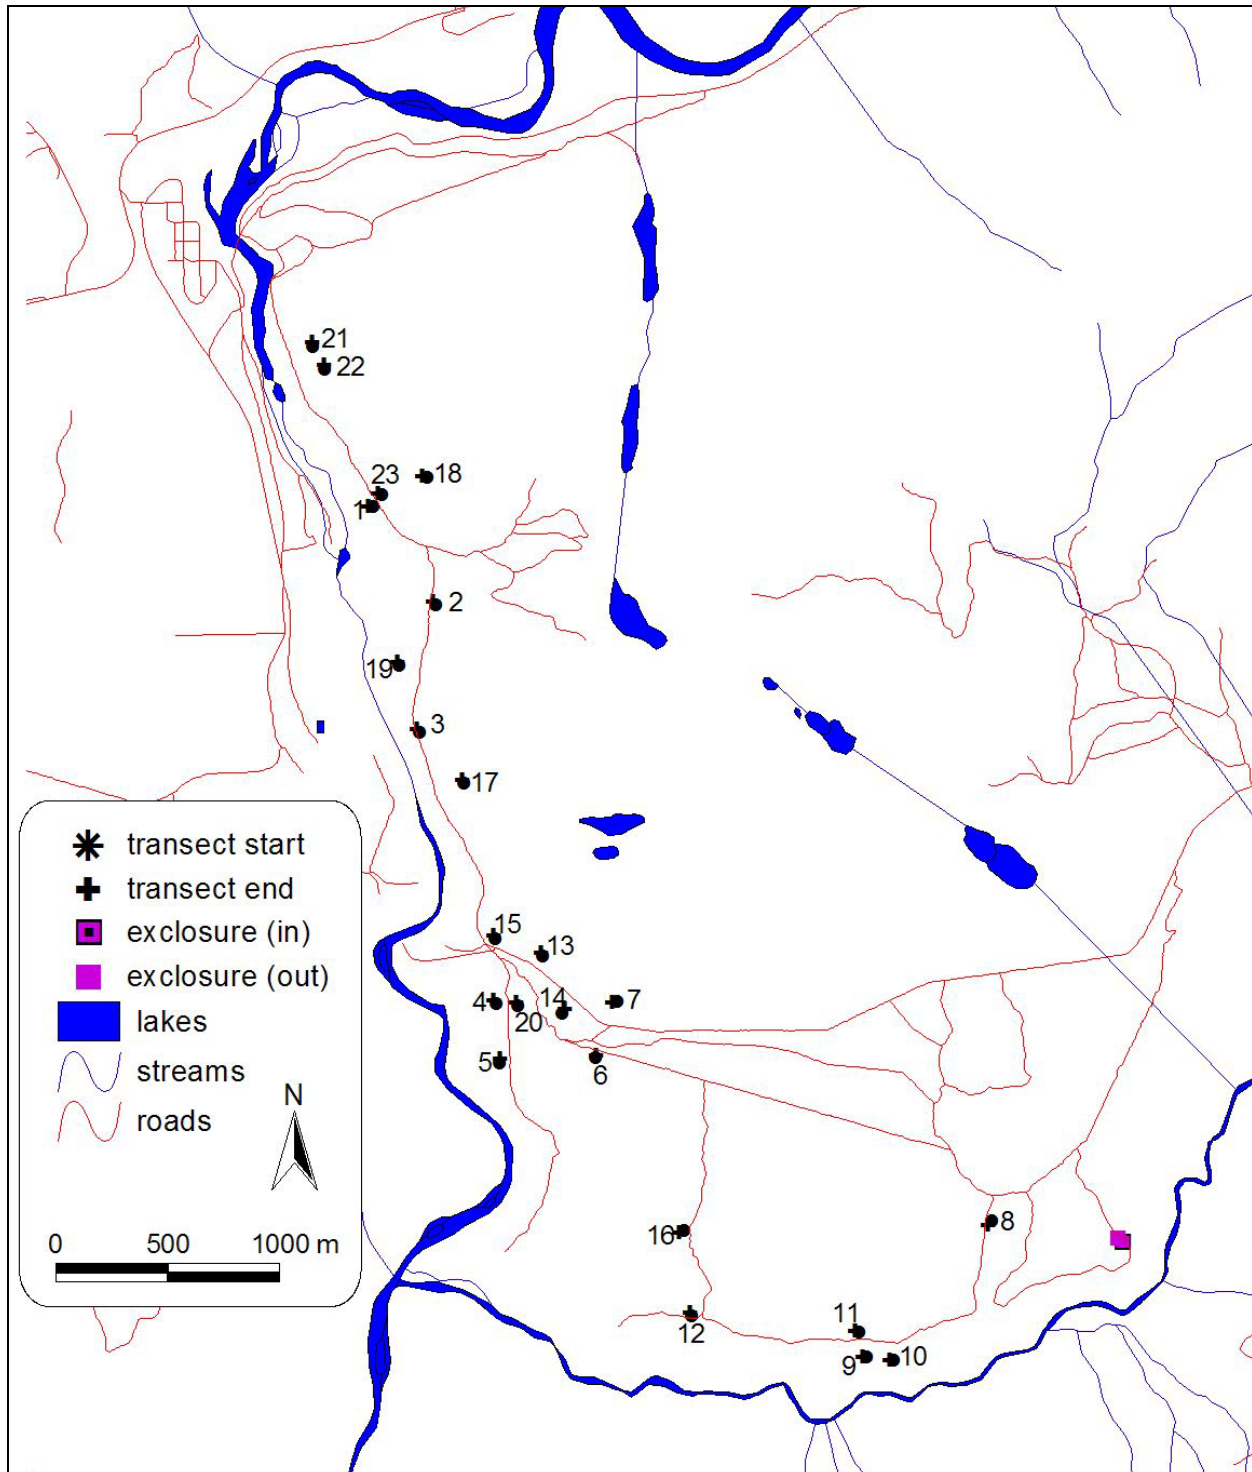 21
22
23
18
1
2
19
3
17
transect start
transect end
exclosure (in)
exclosure (out)
lakes
streams
roads
N
0 500 1000 m
15
13
4
20
14
7
5
6
16
8
12
11
9
10